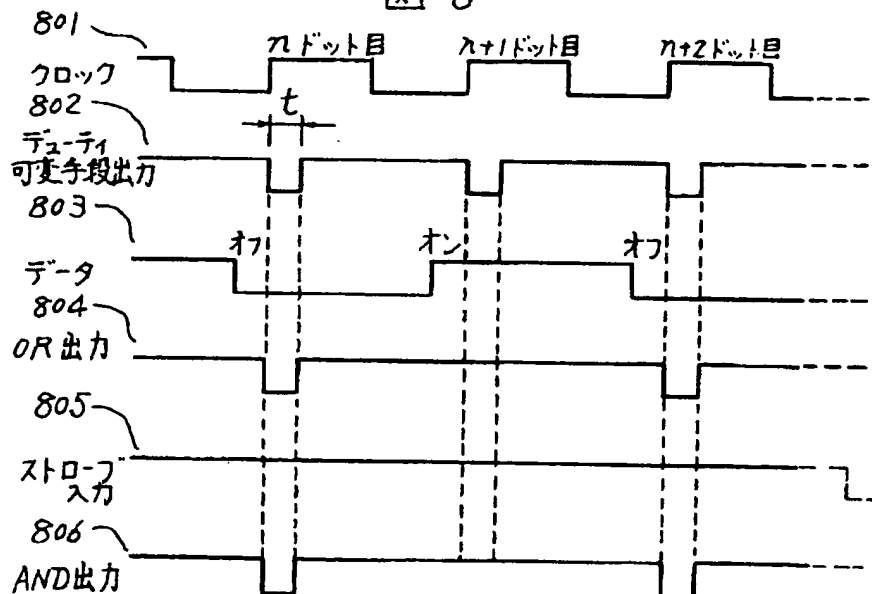 図 8
801
クロック
nドット目
n+1ドット目
n+2ドット目
802
デューティ
可変手段出力
t
803
データ
オフ
オン
オフ
804
OR出力
805
ストローブ
入力
806
AND出力